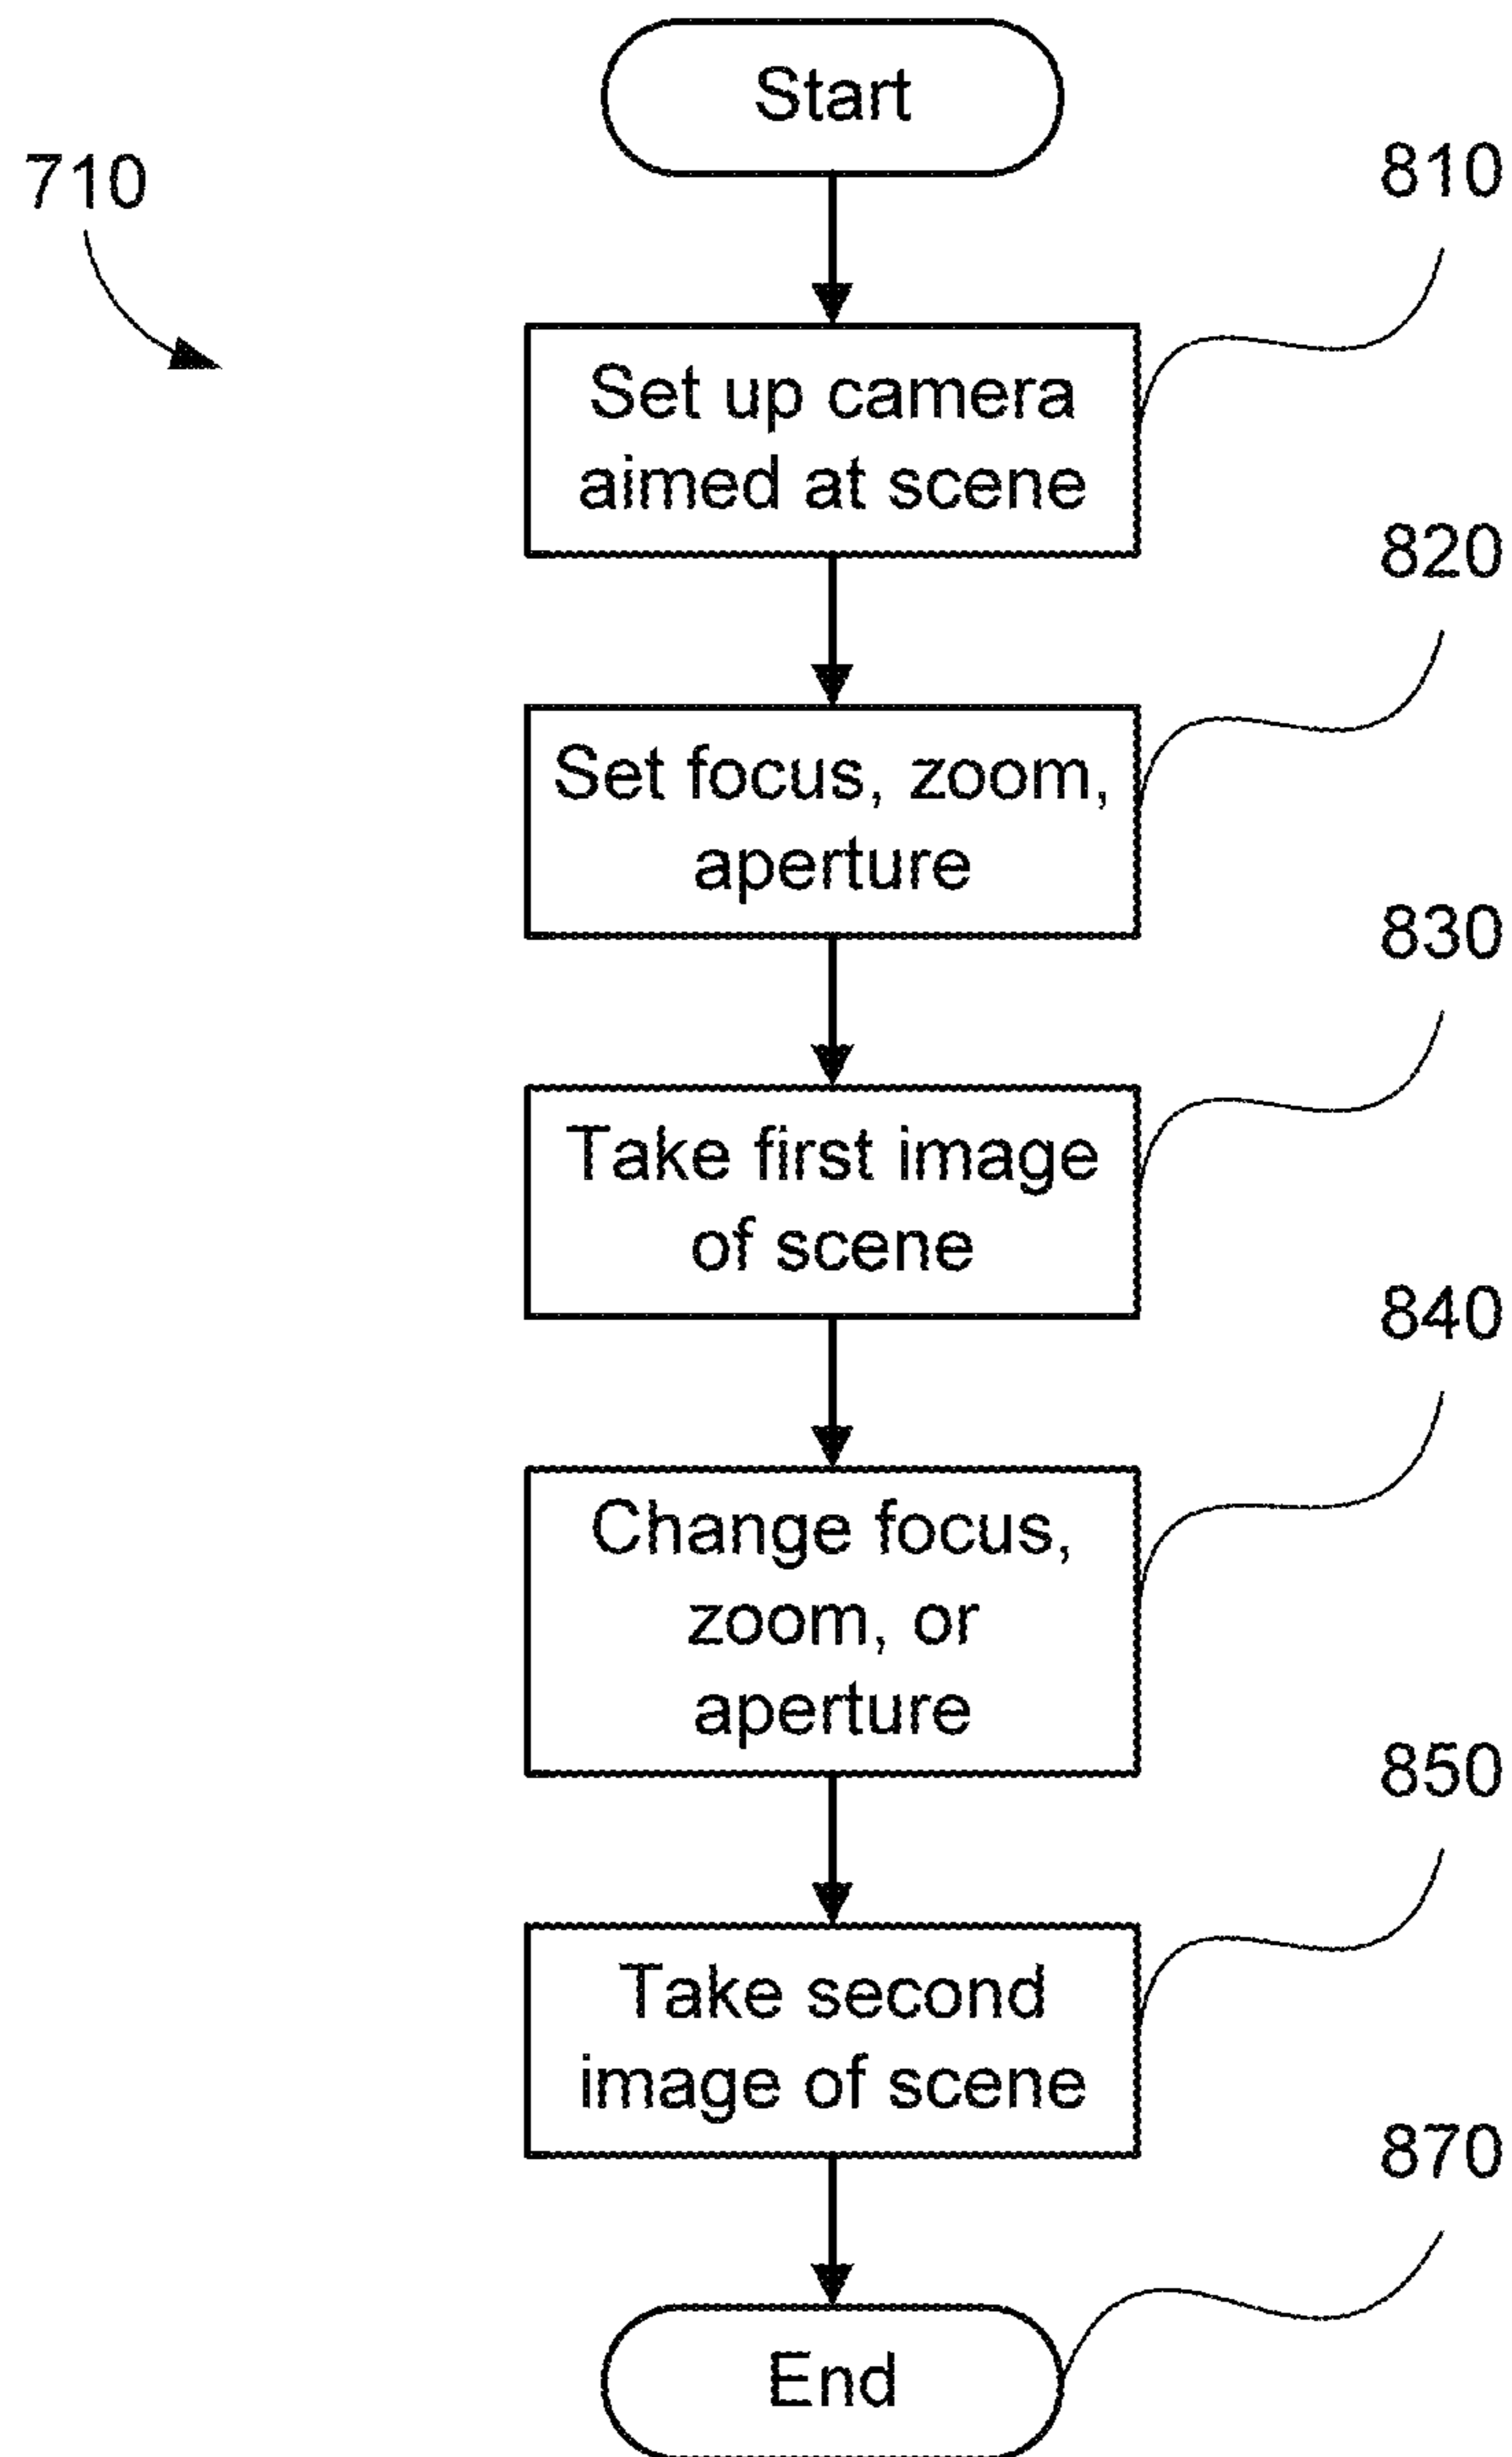 Start
710
810
Set up camera
aimed at scene
820
Set focus, zoom,
aperture
830
Take first image
of scene
840
Change focus,
zoom, or
aperture
850
Take second
image of scene
870
End